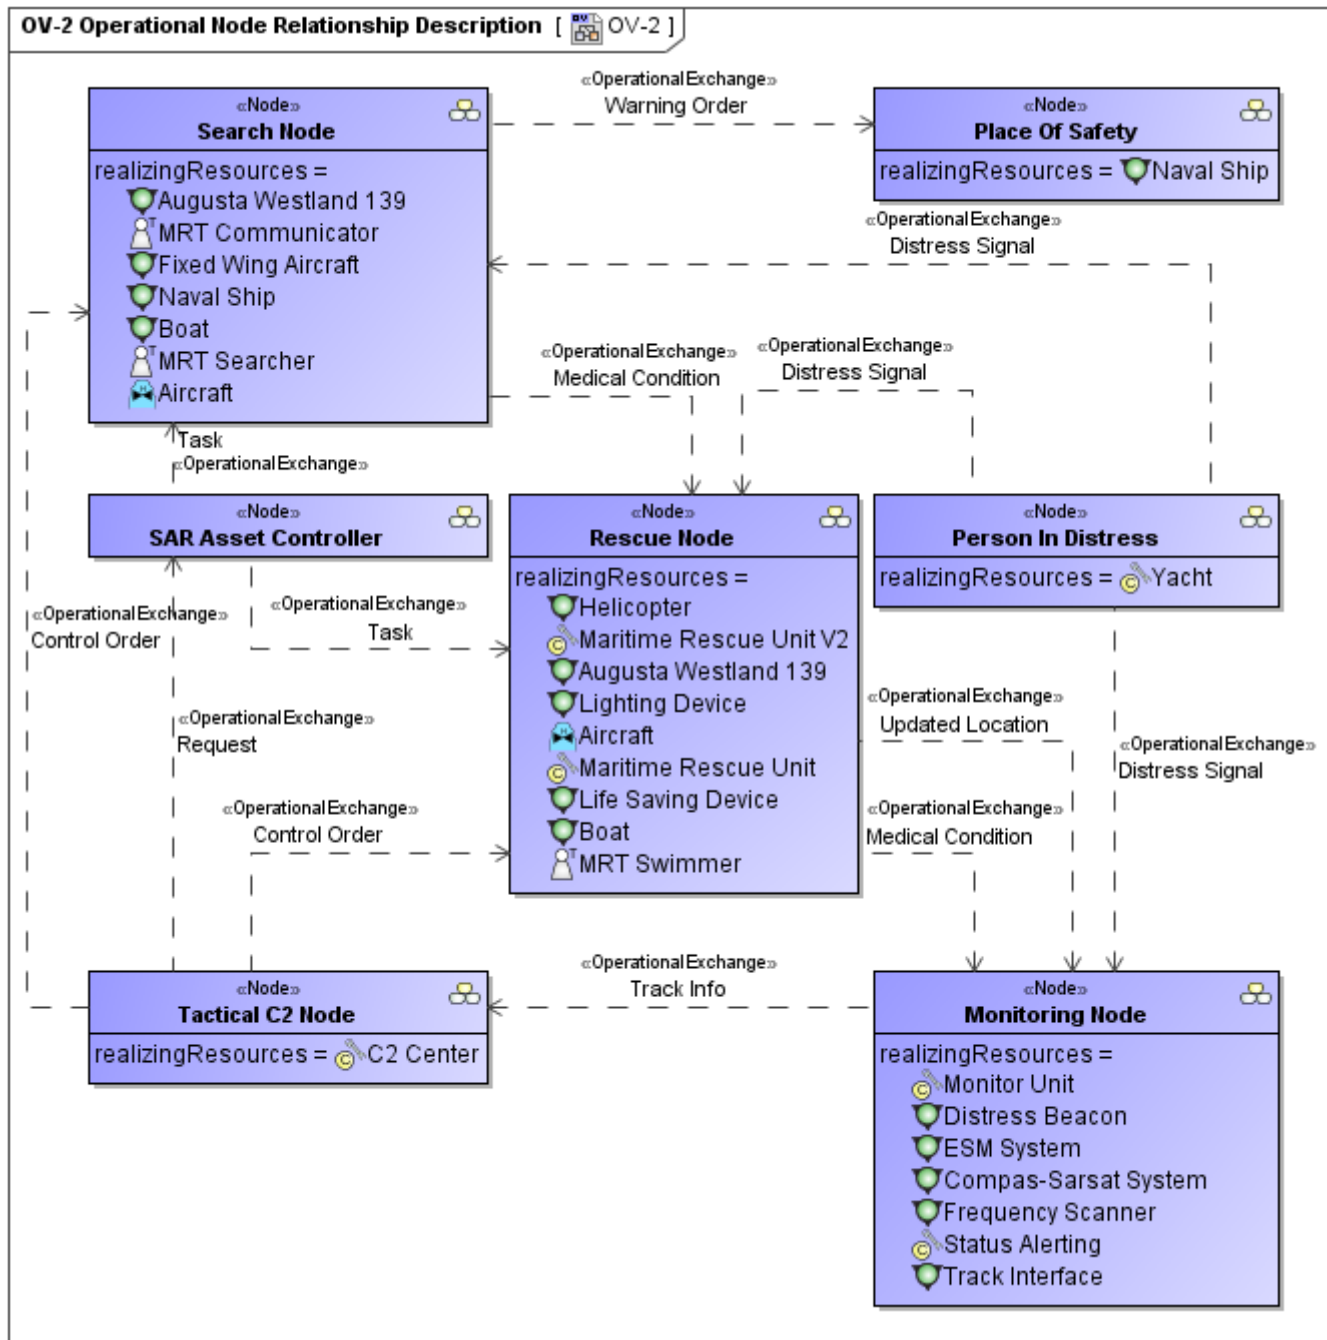 OV-2 Operational Node Relationship Description [ OV-2 ]
«OperationalExchange»
Warning Order
«Node»
Search Node
realizingResources =
Augusta Westland 139
MRT Communicator
Fixed Wing Aircraft
Naval Ship
Boat
MRT Searcher
Aircraft
«Node»
Place Of Safety
realizingResources = Naval Ship
«OperationalExchange»
Distress Signal
«OperationalExchange»
Medical Condition
«OperationalExchange»
Distress Signal
Task
«OperationalExchange»
«Node»
SAR Asset Controller
«Node»
Rescue Node
realizingResources =
Helicopter
Maritime Rescue Unit V2
Augusta Westland 139
Lighting Device
Aircraft
Maritime Rescue Unit
Life Saving Device
Boat
MRT Swimmer
«Node»
Person In Distress
realizingResources = Yacht
«OperationalExchange»
Control Order
«OperationalExchange»
Task
«OperationalExchange»
Request
«OperationalExchange»
Updated Location
«OperationalExchange»
Distress Signal
«OperationalExchange»
Control Order
«OperationalExchange»
Medical Condition
«Node»
Tactical C2 Node
realizingResources = C2 Center
«OperationalExchange»
Track Info
«Node»
Monitoring Node
realizingResources =
Monitor Unit
Distress Beacon
ESM System
Compas-Sarsat System
Frequency Scanner
Status Alerting
Track Interface